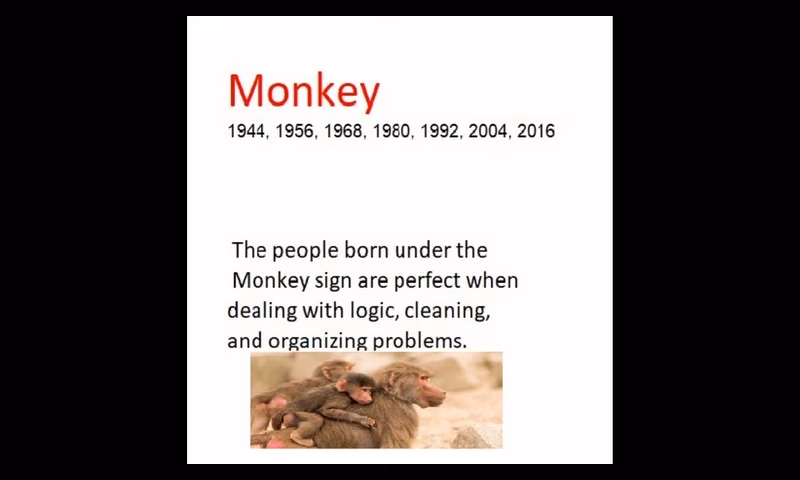 Monkey
1944, 1956, 1968, 1980, 1992, 2004, 2016
The people born under the
Monkey sign are perfect when
dealing with logic, cleaning,
and organizing problems.